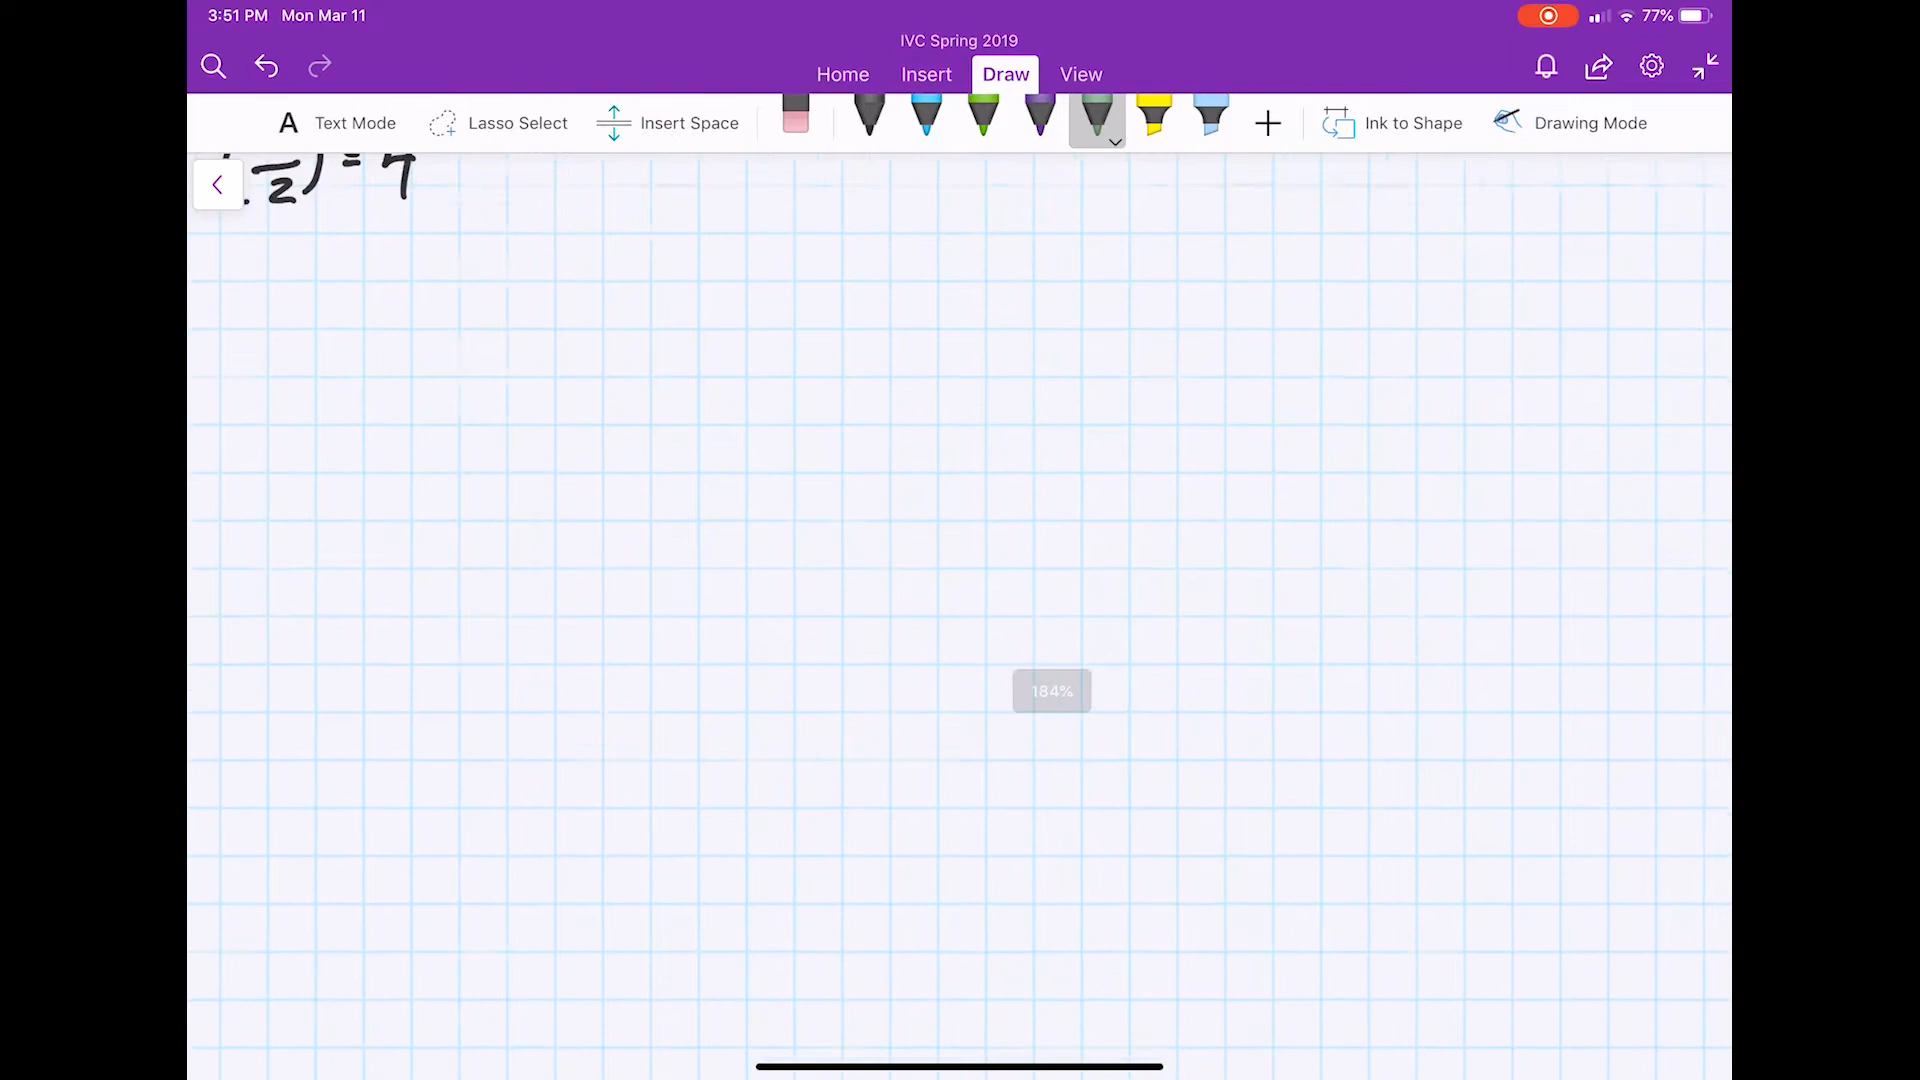 3:51 PM Mon Mar 11
77%
IVC Spring 2019
Home Insert Draw View
A Text Mode Lasso Select Insert Space Ink to Shape Drawing Mode
2) =
184%